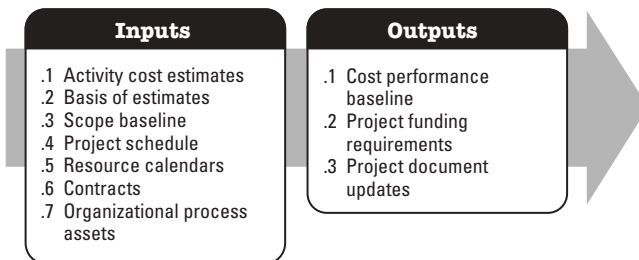 Inputs
.1 Activity cost estimates
.2 Basis of estimates
.3 Scope baseline
.4 Project schedule
.5 Resource calendars
.6 Contracts
.7 Organizational process
assets
Outputs
.1 Cost performance
baseline
.2 Project funding
requirements
.3 Project document
updates